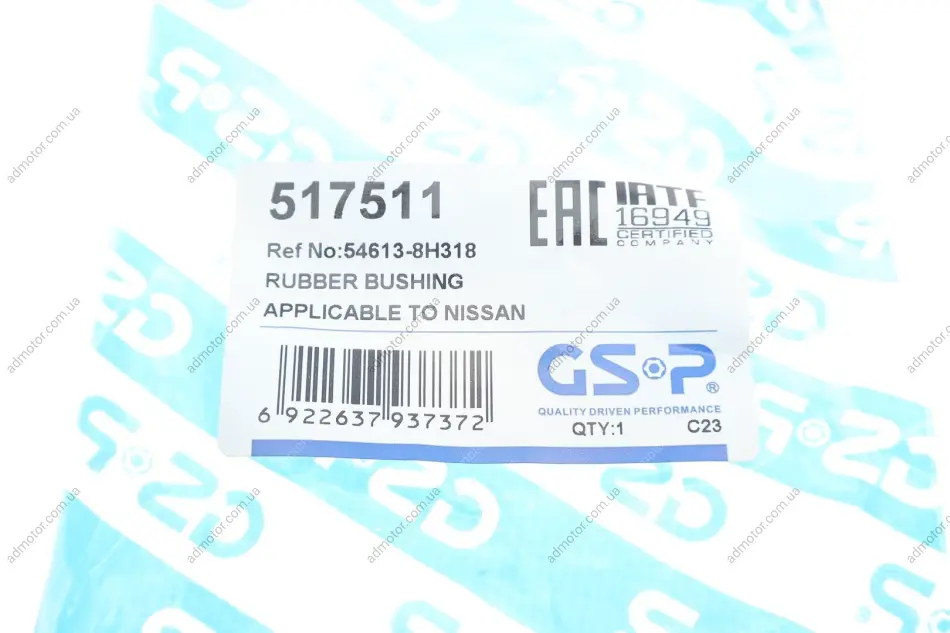 517511
EAC
IATF
16949
CERTIFIED
COMPANY
Ref No:54613-8H318
RUBBER BUSHING
APPLICABLE TO NISSAN
GSP®
QUALITY DRIVEN PERFORMANCE
6 922637 937372
QTY:1 C23
admotor.com.ua